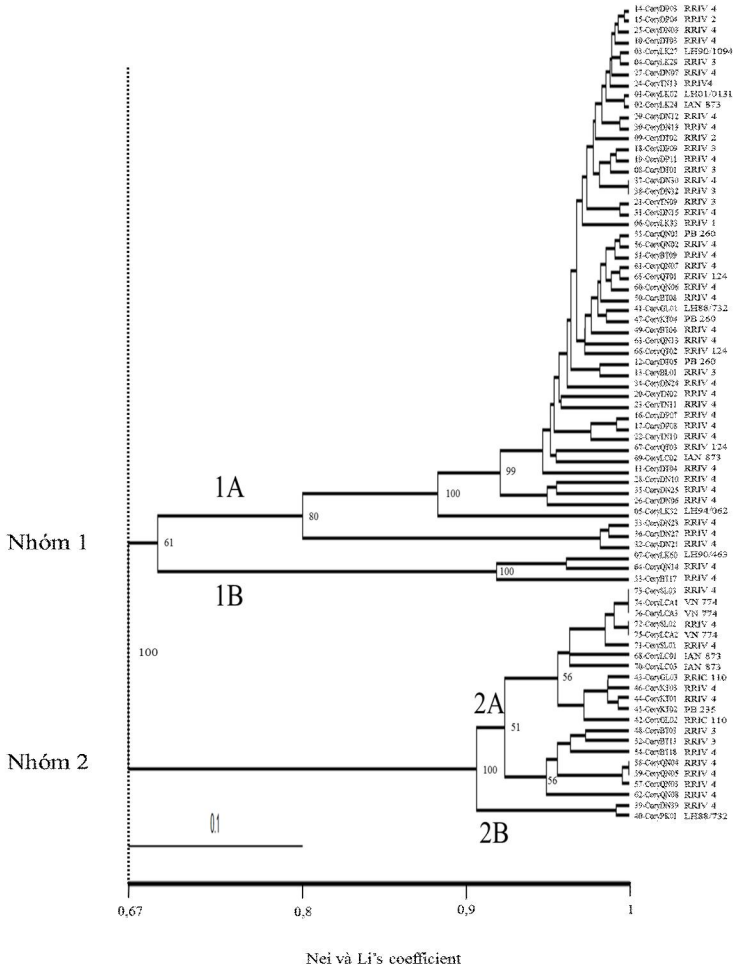 14-CoryDP03 RRIV 4
15-CoryDP04 RRIV 2
25-CoryDN03 RRIV 4
10-CoryDT03 RRIV 4
03-CoryLK27 LH90/1094
04-CoryLK29 RRIV 3
27-CoryDN07 RRIV 4
24-CoryTN13 RRIV4
01-CoryLK02 LH01/0131
02-CoryLK24 IAN 873
29-CoryDN12 RRIV 4
30-CoryDN13 RRIV 4
09-CoryDT02 RRIV 2
18-CoryDP09 RRIV 3
19-CoryDP11 RRIV 4
08-CoryDT01 RRIV 3
37-CoryDN30 RRIV 4
38-CoryDN32 RRIV 3
21-CoryTN09 RRIV 3
31-CoryDN15 RRIV 4
06-CoryLK33 RRIV 1
55-CoryQN01 PB 260
56-CoryQN02 RRIV 4
51-CoryBT09 RRIV 4
61-CoryQN07 RRIV 4
65-CoryQT01 RRIV 124
60-CoryQN06 RRIV 4
50-CoryBT08 RRIV 4
41-CoryGL01 LH88/732
47-CoryKT04 PB 260
49-CoryBT06 RRIV 4
63-CoryQN13 RRIV 4
66-CoryQT02 RRIV 124
12-CoryDT05 PB 260
13-CoryBL01 RRIV 3
34-CoryDN24 RRIV 4
20-CoryTN02 RRIV 4
23-CoryTN11 RRIV 4
16-CoryDP07 RRIV 4
17-CoryDP08 RRIV 4
22-CoryTN10 RRIV 4
67-CoryQT03 RRIV 124
69-CoryLC02 IAN 873
11-CoryDT04 RRIV 4
28-CoryDN10 RRIV 4
35-CoryDN25 RRIV 4
26-CoryDN06 RRIV 4
05-CoryLK32 LH94/062
33-CoryDN23 RRIV 4
36-CoryDN27 RRIV 4
32-CoryDN21 RRIV 4
07-CoryLK60 LH90/463
64-CoryQN14 RRIV 4
53-CoryBT17 RRIV 4
73-CorySL03 RRIV 4
74-CoryLCA1 VN 774
76-CoryLCA3 VN 774
72-CorySL02 RRIV 4
75-CoryLCA2 VN 774
71-CorySL01 RRIV 4
68-CoryLC01 IAN 873
70-CoryLC03 IAN 873
43-CoryGL03 RRIC 110
46-CoryKT03 RRIV 4
44-CoryKT01 RRIV 4
45-CoryKT02 PB 235
42-CoryGL02 RRIC 110
48-CoryBT03 RRIV 3
52-CoryBT13 RRIV 3
54-CoryBT18 RRIV 4
58-CoryQN04 RRIV 4
59-CoryQN05 RRIV 4
57-CoryQN03 RRIV 4
62-CoryQN08 RRIV 4
39-CoryDN39 RRIV 4
40-CoryPK01 LH88/732
99
1A
100
80
Nhóm 1
61
100
1B
100
56
2A
51
Nhóm 2
100
56
2B
0.1
0,67 0,8 0,9 1
Nei và Li's coefficient